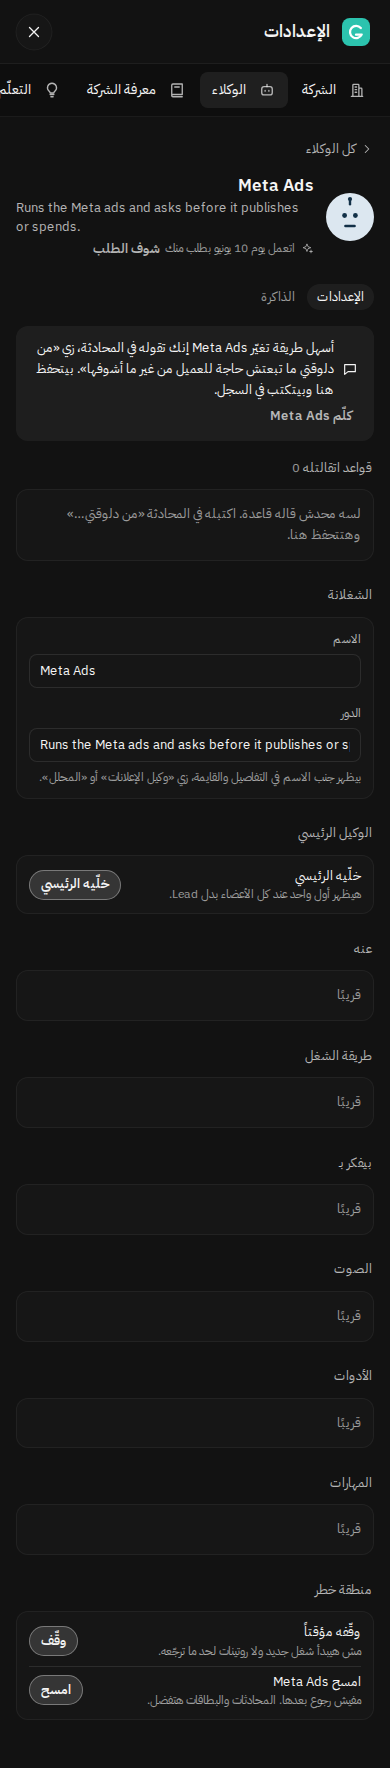 الإعدادات
الشركة
الوكلاء
معرفة الشركة
التعلّم
كل الوكلاء
Meta Ads
Runs the Meta ads and asks before it publishes
or spends.
اتعمل يوم 10 يونيو بطلب منك شوف الطلب
الإعدادات
الذاكرة
أسهل طريقة تغيّر Meta Ads إنك تقوله في المحادثة، زي «من
دلوقتي ما تبعتش حاجة للعميل من غير ما أشوفها». بيتحفظ
هنا وبيتكتب في السجل.
كلّم Meta Ads
قواعد اتقالتله 0
لسه محدش قاله قاعدة. اكتبله في المحادثة «من دلوقتي…»
وهتتحفظ هنا.
الشغلانة
الاسم
Meta Ads
الدور
Runs the Meta ads and asks before it publishes or s
بيظهر جنب الاسم في التفاصيل والقايمة، زي «وكيل الإعلانات» أو «المحلل».
الوكيل الرئيسي
خلّيه الرئيسي
هيظهر أول واحد عند كل الأعضاء بدل Lead.
خلّيه الرئيسي
عنه
قريبًا
طريقة الشغل
قريبًا
بيفكر بـ
قريبًا
الصوت
قريبًا
الأدوات
قريبًا
المهارات
قريبًا
منطقة خطر
وقّفه مؤقتاً
مش هيبدأ شغل جديد ولا روتينات لحد ما ترجّعه.
وقّف
امسح Meta Ads
مفيش رجوع بعدها. المحادثات والبطاقات هتفضل.
امسح